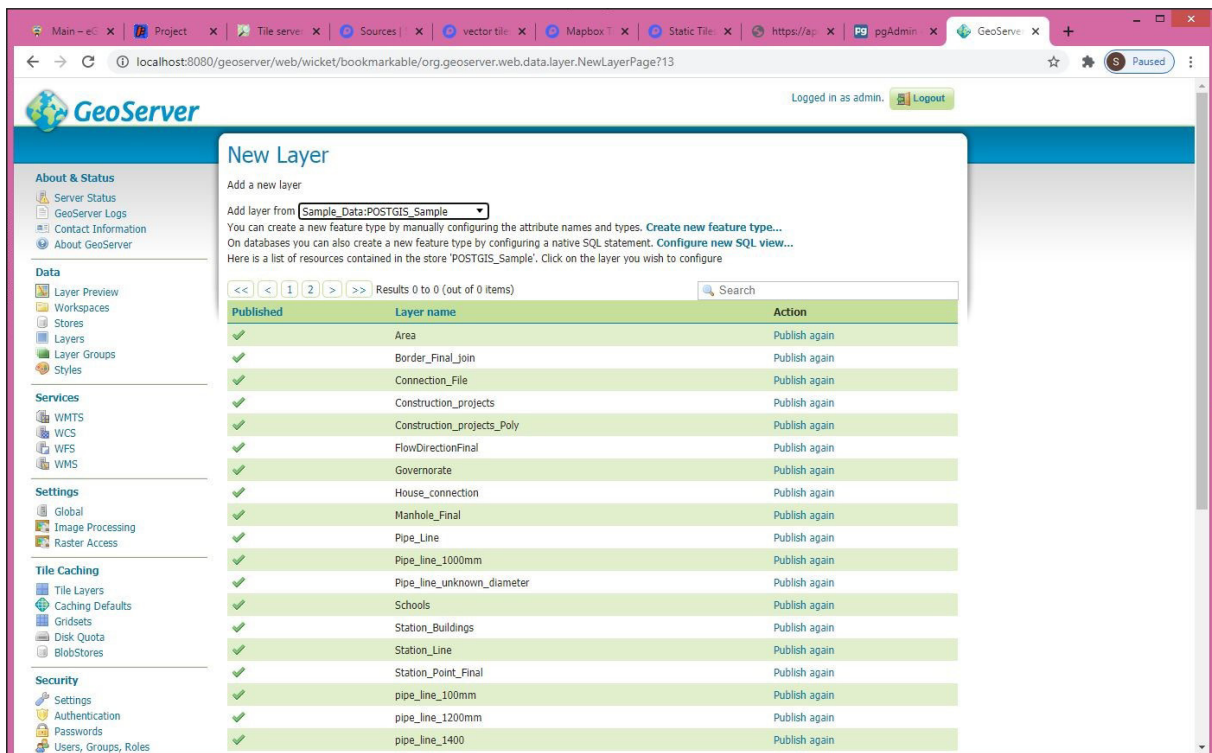 Main – eG
Project
Tile server
Sources |
vector tile
Mapbox T
Static Tiles
https://ap
pgAdmin
GeoServer
localhost:8080/geoserver/web/wicket/bookmarkable/org.geoserver.web.data.layer.NewLayerPage?13
S Paused
GeoServer
Logged in as admin. Logout
New Layer
Add a new layer
Add layer from Sample_Data:POSTGIS_Sample
You can create a new feature type by manually configuring the attribute names and types. Create new feature type...
On databases you can also create a new feature type by configuring a native SQL statement. Configure new SQL view...
Here is a list of resources contained in the store 'POSTGIS_Sample'. Click on the layer you wish to configure
<< < 1 2 > >> Results 0 to 0 (out of 0 items) Search
Published Layer name Action
Area Publish again
Border_Final_join Publish again
Connection_File Publish again
Construction_projects Publish again
Construction_projects_Poly Publish again
FlowDirectionFinal Publish again
Governorate Publish again
House_connection Publish again
Manhole_Final Publish again
Pipe_Line Publish again
Pipe_line_1000mm Publish again
Pipe_line_unknown_diameter Publish again
Schools Publish again
Station_Buildings Publish again
Station_Line Publish again
Station_Point_Final Publish again
pipe_line_100mm Publish again
pipe_line_1200mm Publish again
pipe_line_1400 Publish again
About & Status
Server Status
GeoServer Logs
Contact Information
About GeoServer
Data
Layer Preview
Workspaces
Stores
Layers
Layer Groups
Styles
Services
WMTS
WCS
WFS
WMS
Settings
Global
Image Processing
Raster Access
Tile Caching
Tile Layers
Caching Defaults
Gridsets
Disk Quota
BlobStores
Security
Settings
Authentication
Passwords
Users, Groups, Roles